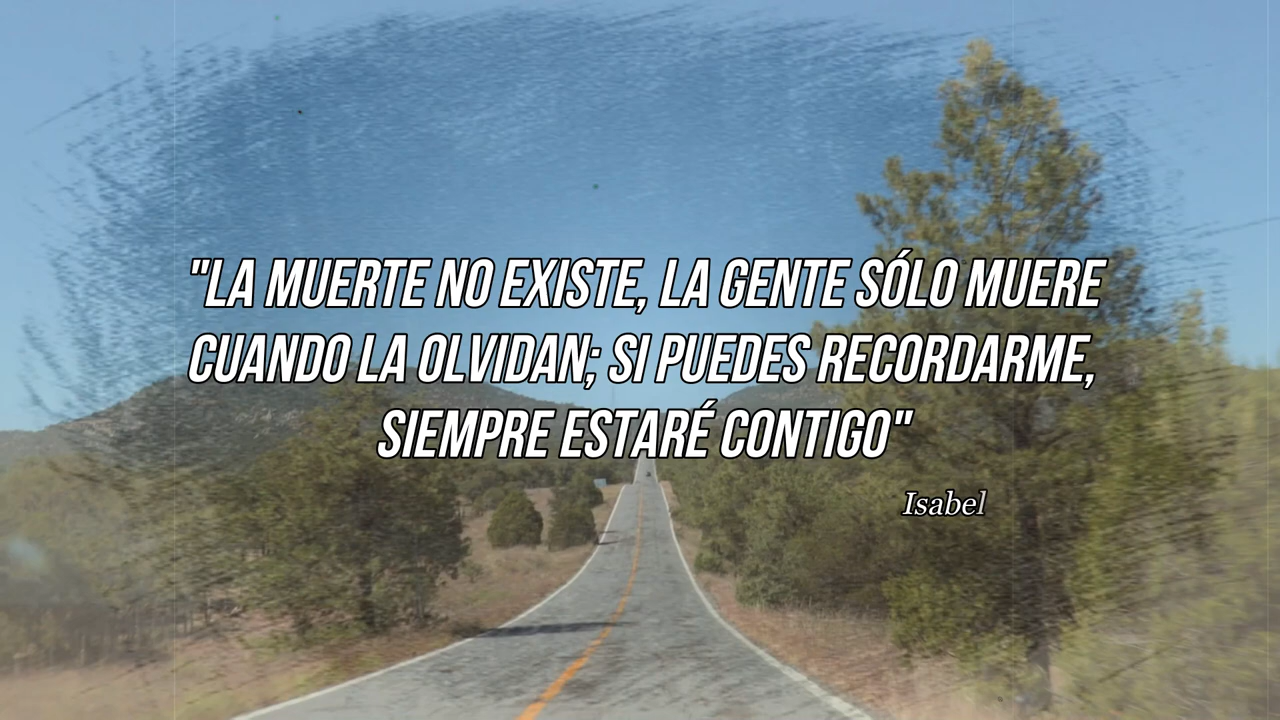 "LA MUERTE NO EXISTE, LA GENTE SÓLO MUERE
CUANDO LA OLVIDAN; SI PUEDES RECORDARME,
SIEMPRE ESTARÉ CONTIGO"
Isabel